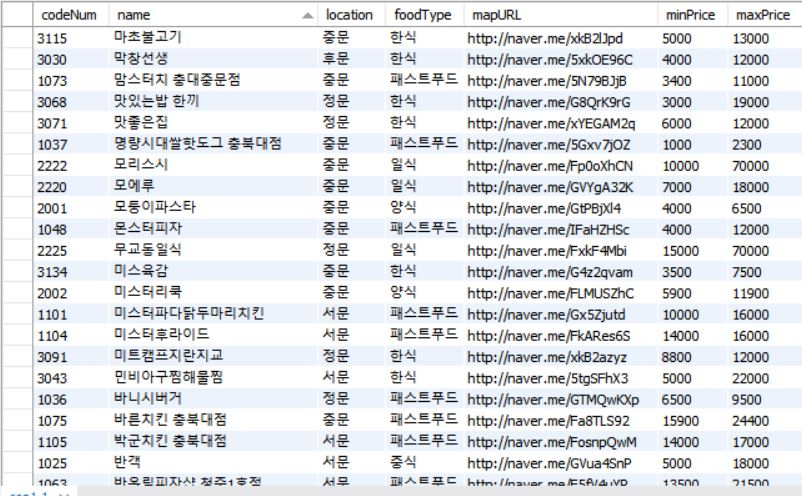 codeNum name location foodType mapURL minPrice maxPrice
3115 마초불고기 중문 한식 http://naver.me/xkB2lJpd 5000 13000
3030 막창선생 후문 한식 http://naver.me/5xkOE96C 4000 12000
1073 맘스터치 충대중문점 중문 패스트푸드 http://naver.me/5N79BJjB 3400 11000
3068 맛있는밥 한끼 정문 한식 http://naver.me/G8QrK9rG 3000 19000
3071 맛좋은집 정문 한식 http://naver.me/xYEGAM2q 6000 12000
1037 명량시대쌀핫도그 충북대점 중문 패스트푸드 http://naver.me/5Gxv7jOZ 1000 2300
2222 모리스시 중문 일식 http://naver.me/Fp0oXhCN 10000 70000
2220 모에루 중문 일식 http://naver.me/GVYgA32K 7000 18000
2001 모퉁이파스타 중문 양식 http://naver.me/GtPBjXl4 4000 6500
1048 몬스터피자 중문 패스트푸드 http://naver.me/IFaHZHSc 4000 12000
2225 무교동일식 정문 일식 http://naver.me/FxkF4Mbi 15000 70000
3134 미스육감 중문 한식 http://naver.me/G4z2qvam 3500 7500
2002 미스터리쿡 중문 양식 http://naver.me/FLMUSZhC 5900 11900
1101 미스터파다닭두마리치킨 서문 패스트푸드 http://naver.me/Gx5Zjutd 10000 16000
1104 미스터후라이드 서문 패스트푸드 http://naver.me/FkARes6S 14000 16000
3091 미트캠프지란지교 정문 한식 http://naver.me/xkB2azyz 8800 12000
3043 민비아구찜해물찜 서문 한식 http://naver.me/5tgSFhX3 5000 22000
1036 바니시버거 정문 패스트푸드 http://naver.me/GTMQwKXp 6500 9500
1075 바른치킨 충북대점 중문 패스트푸드 http://naver.me/Fa8TLS92 15900 24400
1105 박군치킨 충북대점 서문 패스트푸드 http://naver.me/FosnpQwM 14000 17000
1025 반객 서문 중식 http://naver.me/GVua4SnP 5000 18000
1063 반올림피자샵 청주1호점 서문 패스트푸드 13500 21500